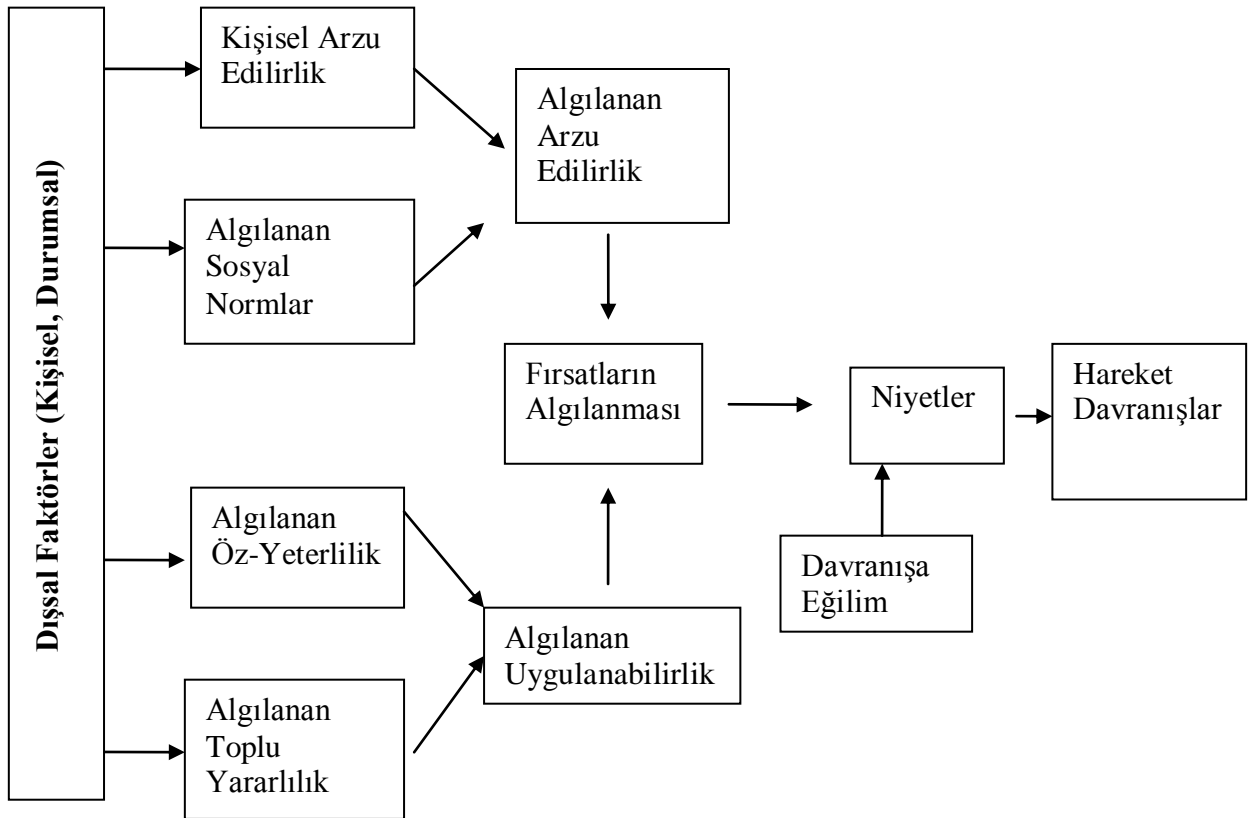 Dışsal Faktörler (Kişisel, Durumsal)
Kişisel Arzu
Edilirlik
Algılanan
Sosyal
Normlar
Algılanan
Öz-Yeterlilik
Algılanan
Toplu
Yararlılık
Algılanan
Arzu
Edilirlik
Fırsatların
Algılanması
Algılanan
Uygulanabilirlik
Niyetler
Davranışa
Eğilim
Hareket
Davranışlar